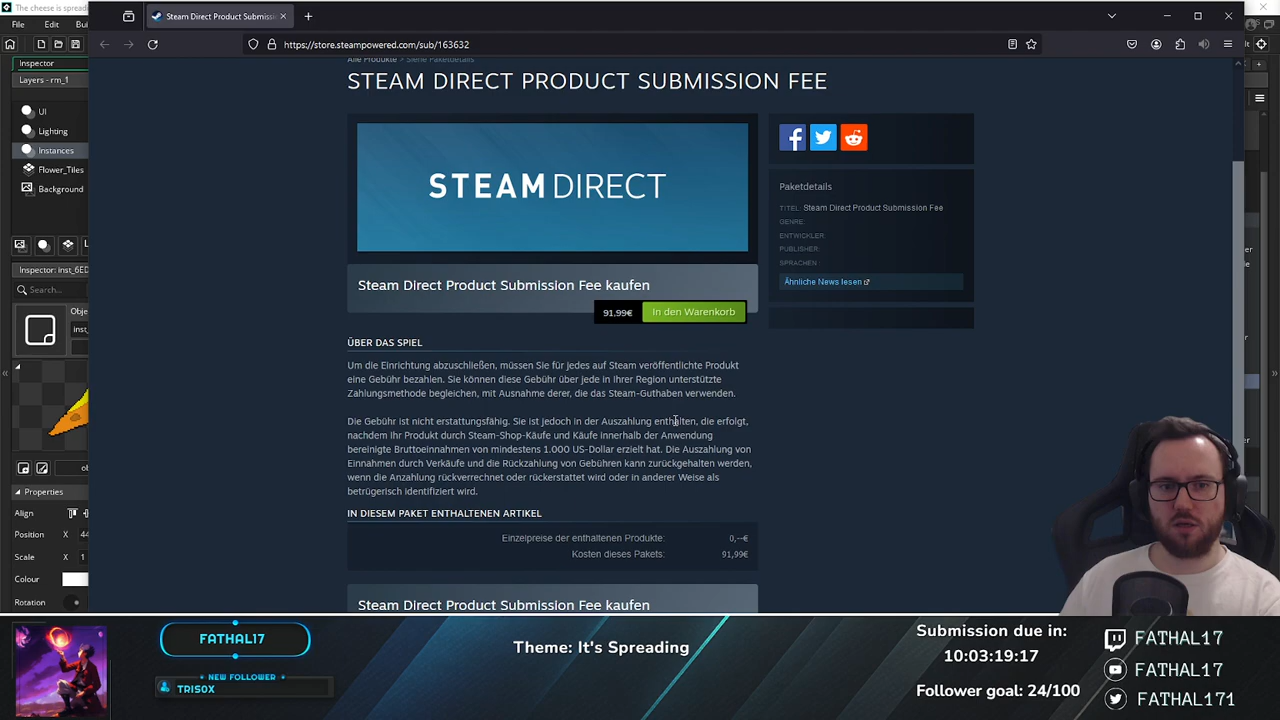 The cheese is spreadi
Steam Direct Product Submissi
File
Edit
Bu
https://store.steampowered.com/sub/163632
Inspector
Layers - rm_1
UI
Lighting
Instances
Flower_Tiles
Background
Inspector: inst_6ED
Search...
Obje
inst_
Properties
Align
Position
X
44
Scale
X
1
Colour
Rotation
Alle Produkte > Siehe Paketdetails
STEAM DIRECT PRODUCT SUBMISSION FEE
STEAM DIRECT
Steam Direct Product Submission Fee kaufen
91,99€
In den Warenkorb
Paketdetails
TITEL: Steam Direct Product Submission Fee
GENRE:
ENTWICKLER:
PUBLISHER:
SPRACHEN:
Ähnliche News lesen
ÜBER DAS SPIEL
Um die Einrichtung abzuschließen, müssen Sie für jedes auf Steam veröffentlichte Produkt
eine Gebühr bezahlen. Sie können diese Gebühr über jede in Ihrer Region unterstützte
Zahlungsmethode begleichen, mit Ausnahme derer, die das Steam-Guthaben verwenden.
Die Gebühr ist nicht erstattungsfähig. Sie ist jedoch in der Auszahlung enthalten, die erfolgt,
nachdem Ihr Produkt durch Steam-Shop-Käufe und Käufe innerhalb der Anwendung
bereinigte Bruttoeinnahmen von mindestens 1.000 US-Dollar erzielt hat. Die Auszahlung von
Einnahmen durch Verkäufe und die Rückzahlung von Gebühren kann zurückgehalten werden,
wenn die Anzahlung rückverrechnet oder rückerstattet wird oder in anderer Weise als
betrügerisch identifiziert wird.
IN DIESEM PAKET ENTHALTENEN ARTIKEL
Einzelpreise der enthaltenen Produkte: 0,--€
Kosten dieses Pakets: 91,99€
Steam Direct Product Submission Fee kaufen
FATHAL17
NEW FOLLOWER
TRIS0X
Theme: It's Spreading
Submission due in:
10:03:19:17
Follower goal: 24/100
FATHAL17
FATHAL17
FATHAL171